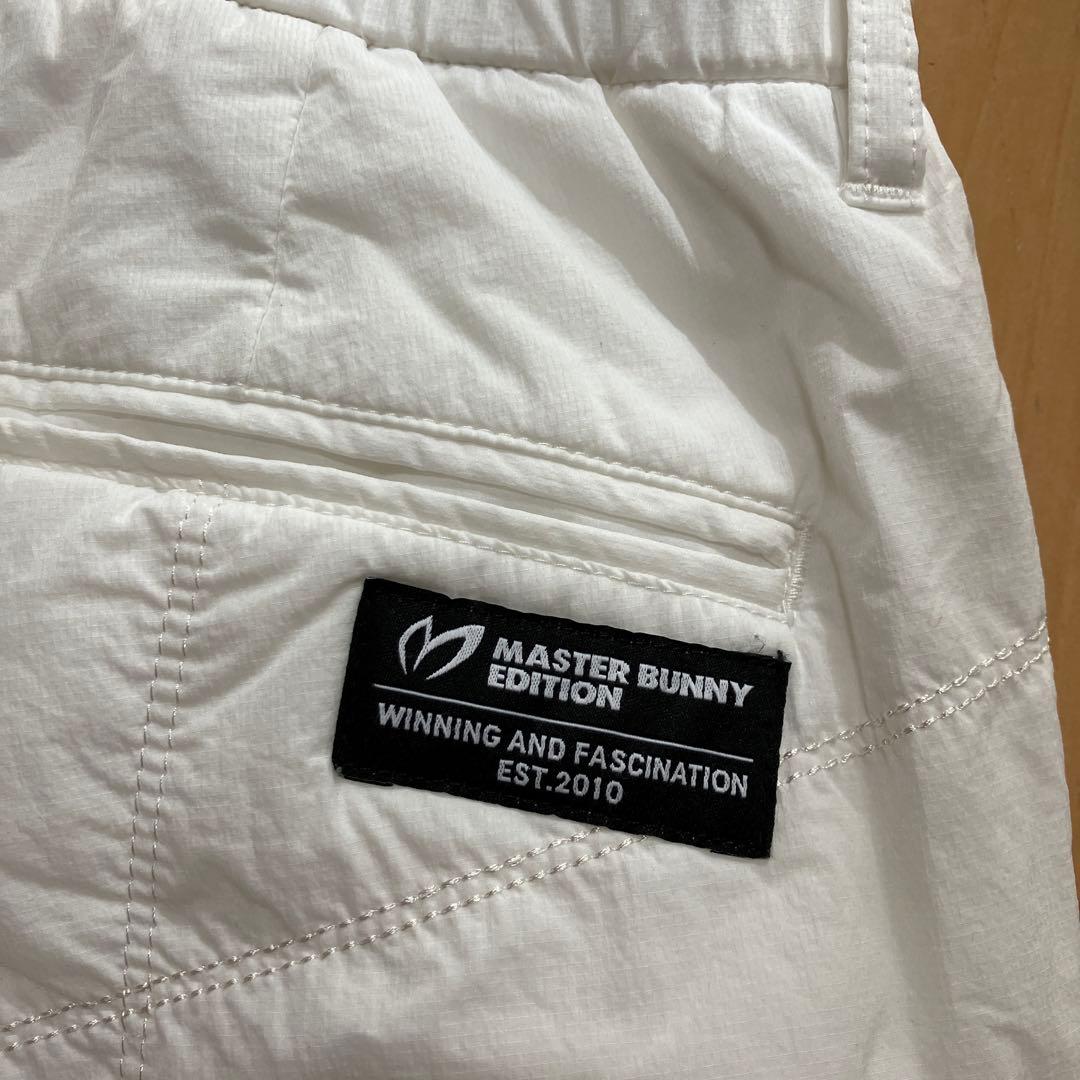 MASTER BUNNY
EDITION
WINNING AND FASCINATION
EST.2010